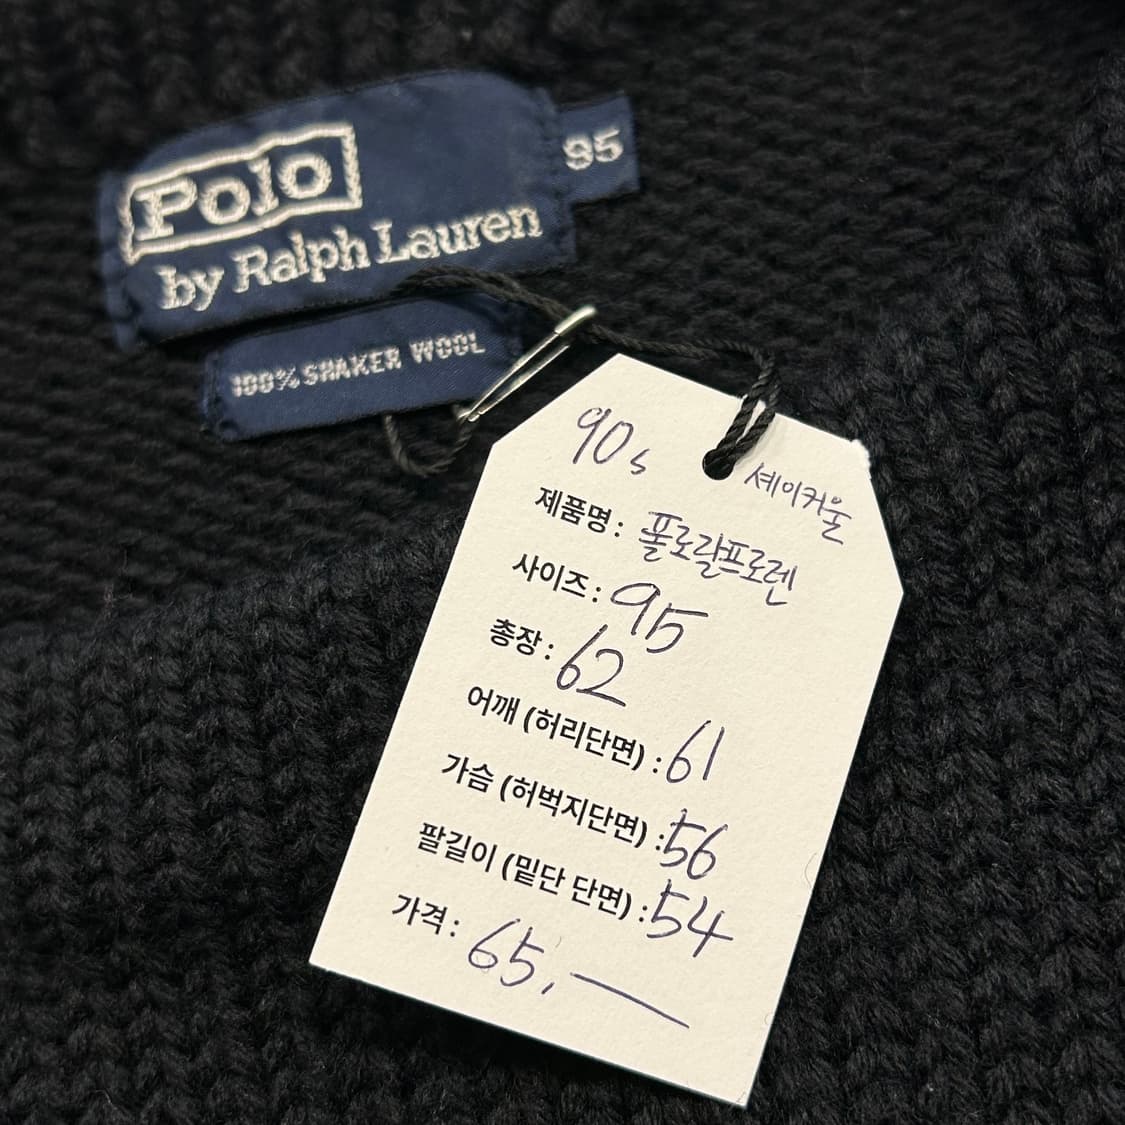 Polo
by Ralph Lauren
95
100% SHAKER WOOL
90s
셰이커울
제품명 : 폴로랄프로렌
사이즈 : 95
총장 : 62
어깨 (허리단면) : 61
가슴 (허벅지단면) : 56
팔길이 (밑단 단면) : 54
가격 : 65,—